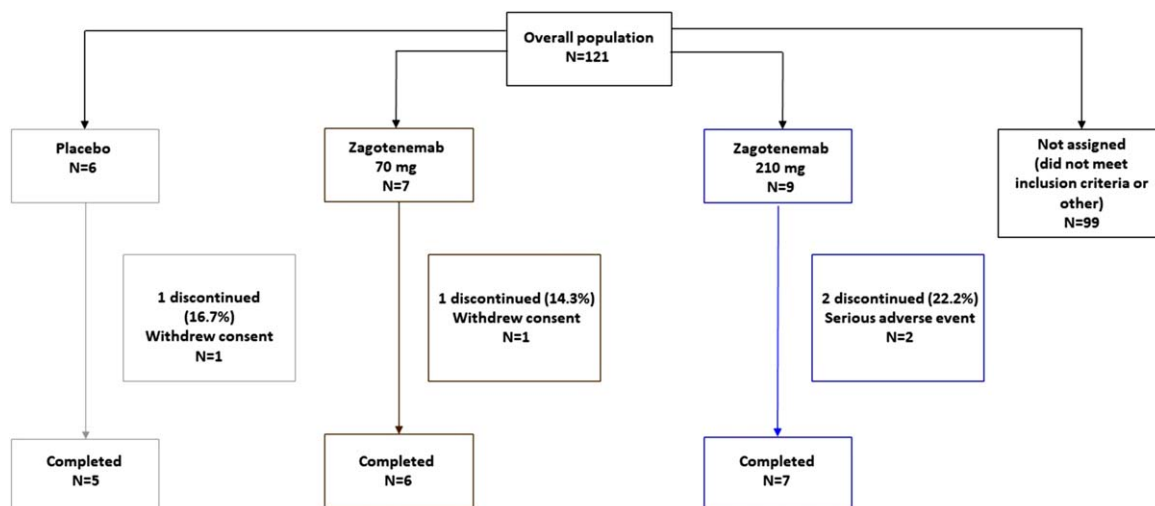 Overall population
N=121
Placebo
N=6
Zagotenemab
70 mg
N=7
Zagotenemab
210 mg
N=9
Not assigned
(did not meet
inclusion criteria or
other)
N=99
1 discontinued
(16.7%)
Withdrew consent
N=1
1 discontinued (14.3%)
Withdrew consent
N=1
2 discontinued (22.2%)
Serious adverse event
N=2
Completed
N=5
Completed
N=6
Completed
N=7